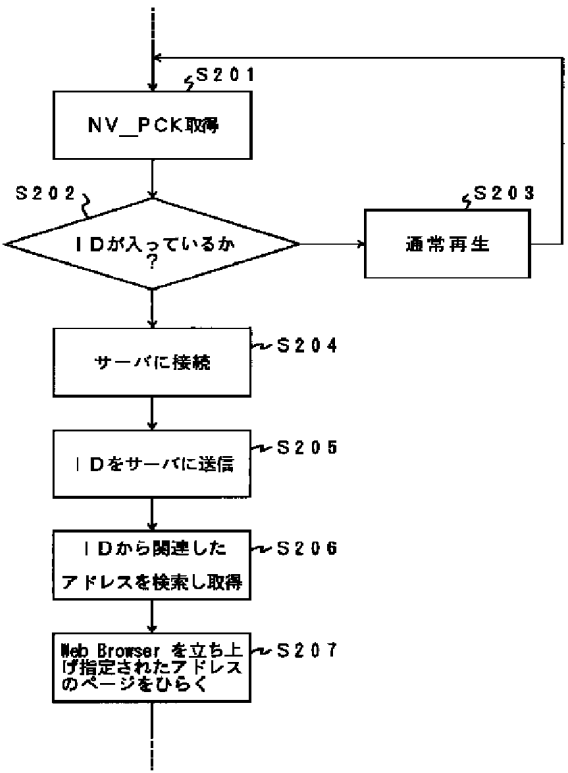 S201
NV_PCK取得
S202
IDが入っているか
?
S203
通常再生
サーバに接続
S204
IDをサーバに送信
S205
IDから関連した
アドレスを検索し取得
S206
Web Browser を立ち上
げ指定されたアドレス
のページをひらく
S207